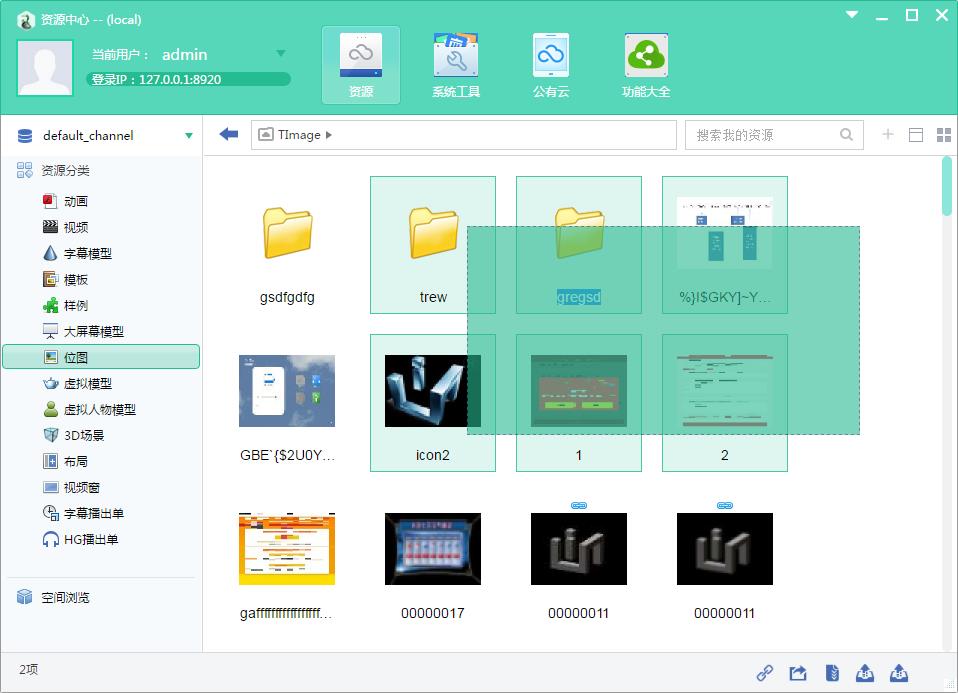 资源中心 -- (local)
当前用户： admin
登录IP：127.0.0.1:8920
资源
系统工具
公有云
功能大全
default_channel
TImage
搜索我的资源
资源分类
动画
视频
字幕模型
模板
样例
大屏幕模型
位图
虚拟模型
虚拟人物模型
3D场景
布局
视频窗
字幕播出单
HG播出单
空间浏览
gsdfgdfg
trew
gregsd
%}I$GKY]~Y...
GBE`{$2U0Y...
icon2
1
2
gaffffffffffffffffff...
00000017
00000011
00000011
2项